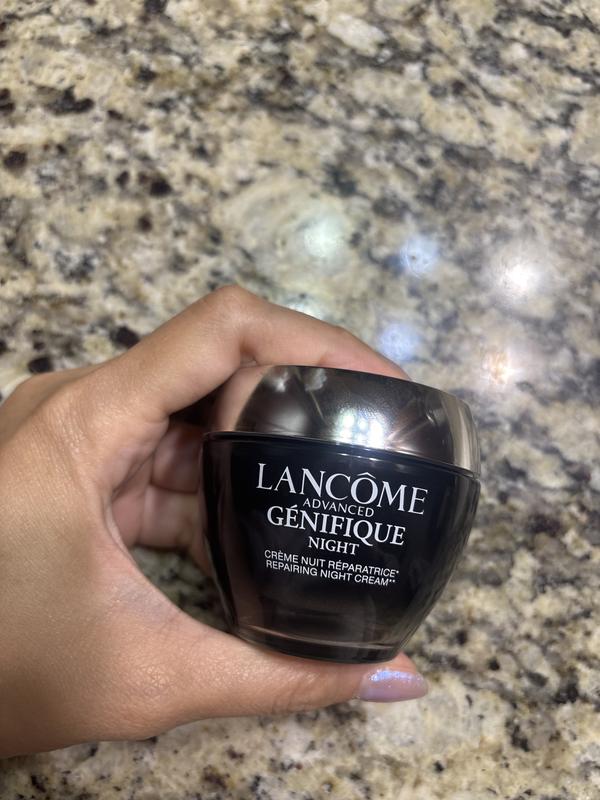 LANCÔME
ADVANCED
GÉNIFIQUE
NIGHT
CRÈME NUIT RÉPARATRICE*
REPAIRING NIGHT CREAM**